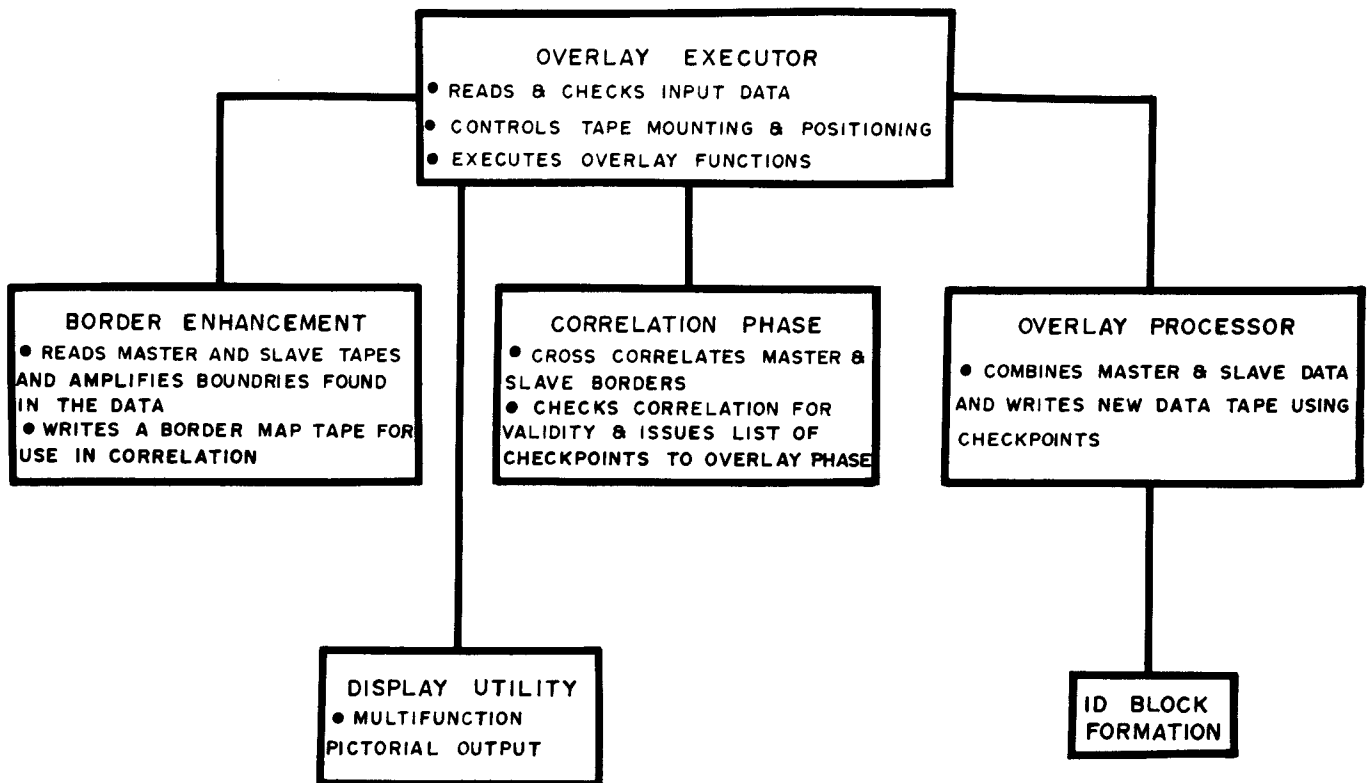 OVERLAY EXECUTOR
• READS & CHECKS INPUT DATA
• CONTROLS TAPE MOUNTING & POSITIONING
• EXECUTES OVERLAY FUNCTIONS
BORDER ENHANCEMENT
• READS MASTER AND SLAVE TAPES
AND AMPLIFIES BOUNDRIES FOUND
IN THE DATA
• WRITES A BORDER MAP TAPE FOR
USE IN CORRELATION
CORRELATION PHASE
• CROSS CORRELATES MASTER &
SLAVE BORDERS
• CHECKS CORRELATION FOR
VALIDITY & ISSUES LIST OF
CHECKPOINTS TO OVERLAY PHASE
OVERLAY PROCESSOR
• COMBINES MASTER & SLAVE DATA
AND WRITES NEW DATA TAPE USING
CHECKPOINTS
DISPLAY UTILITY
• MULTIFUNCTION
PICTORIAL OUTPUT
ID BLOCK
FORMATION